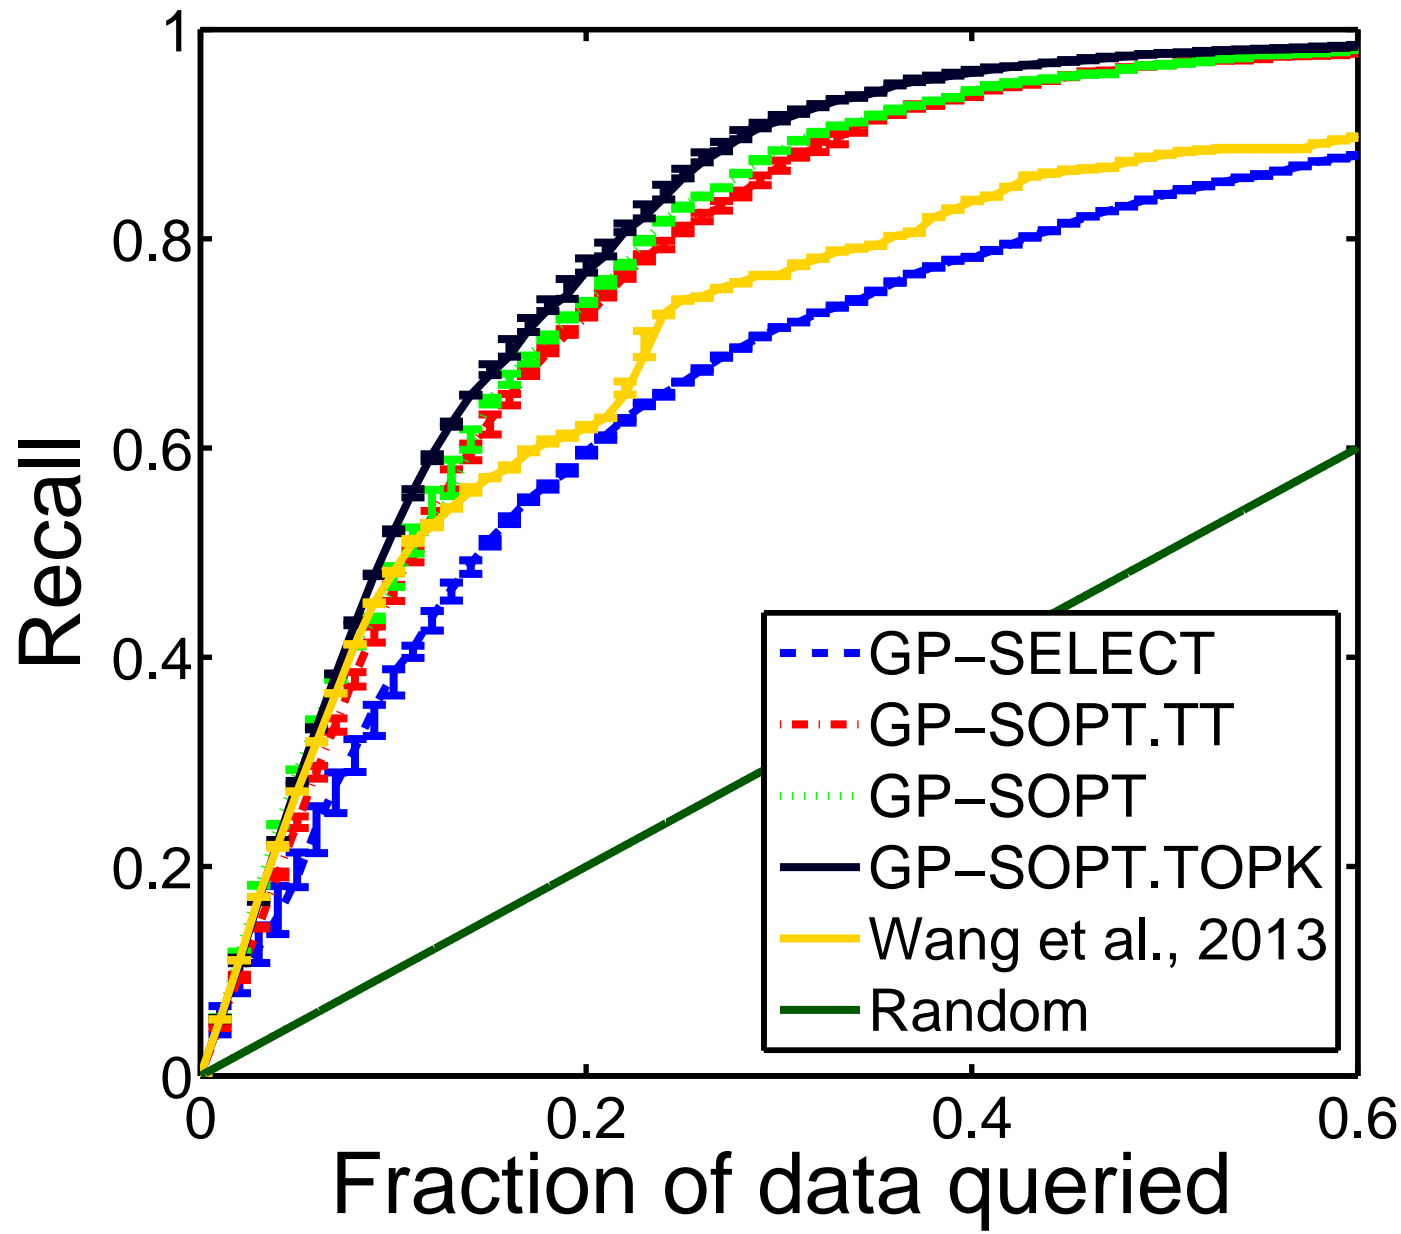 1
0.8
0.6
0.4
0.2
0
Recall
GP−SELECT
GP−SOPT.TT
GP−SOPT
GP−SOPT.TOPK
Wang et al., 2013
Random
0 0.2 0.4 0.6
Fraction of data queried